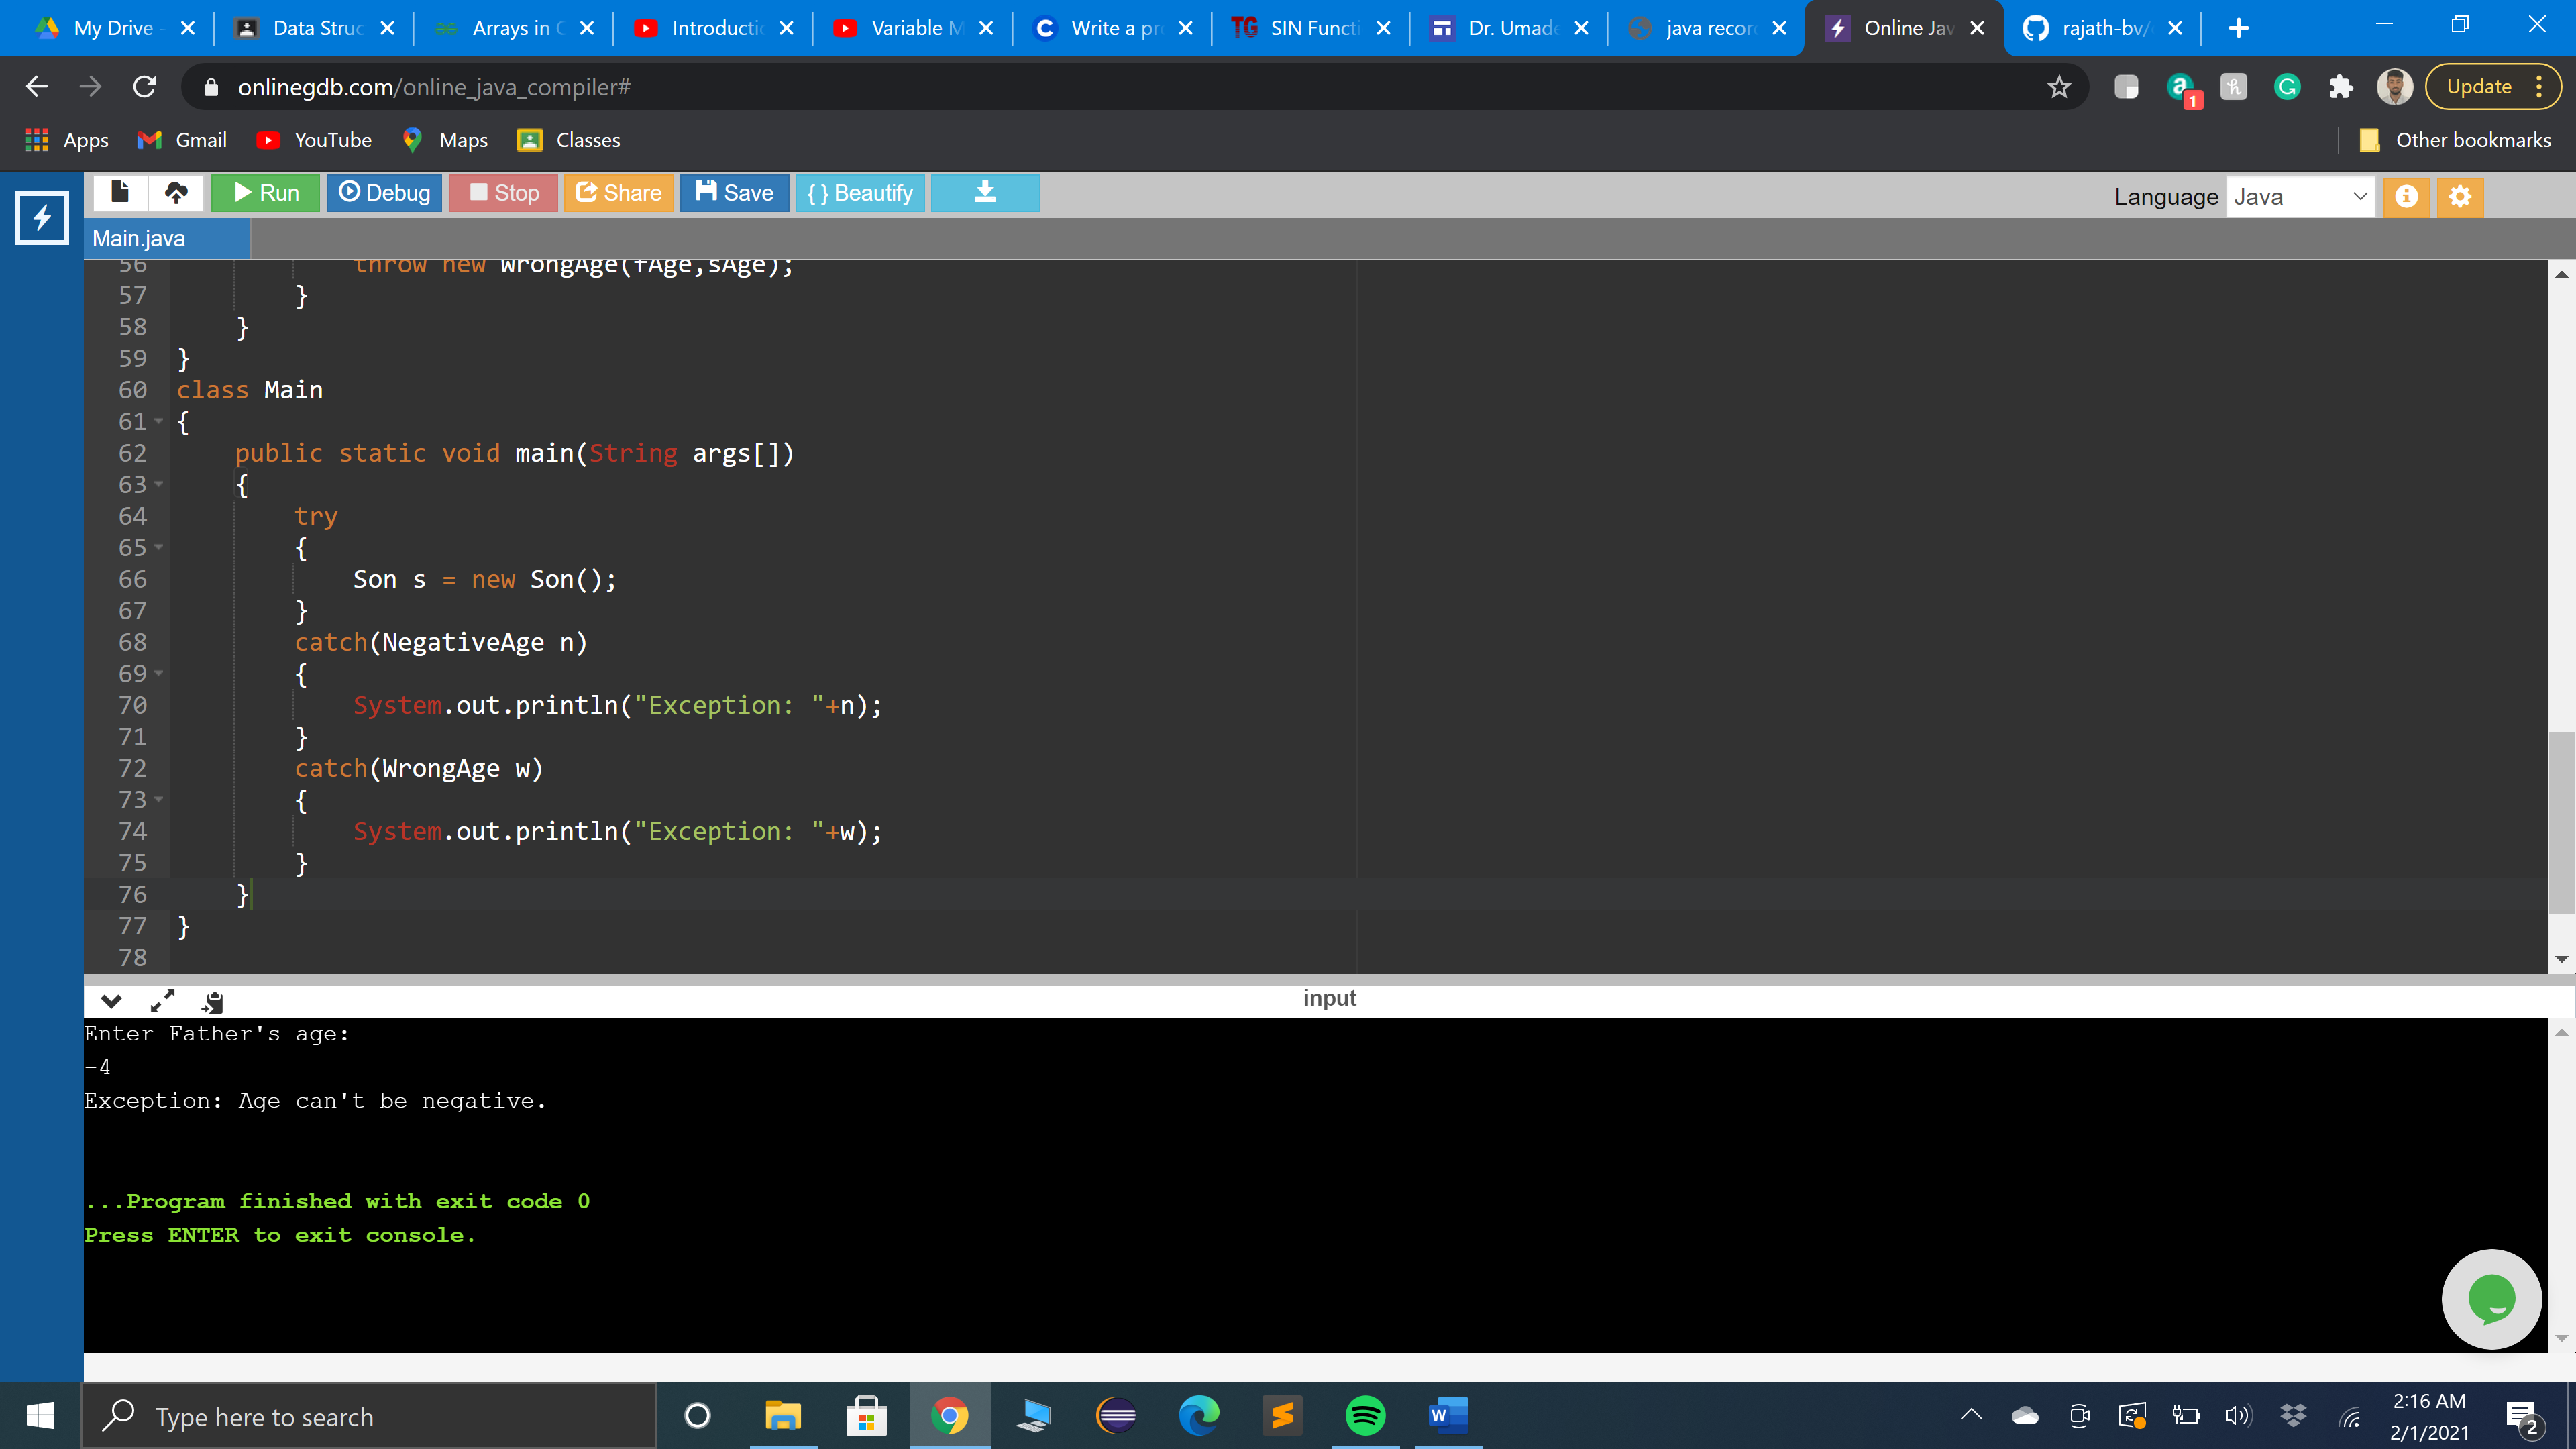 My Drive -
Data Struc
Arrays in C
Introductio
Variable M
Write a pro
SIN Functi
Dr. Umade
java recor
Online Jav
rajath-bv/
onlinegdb.com/online_java_compiler#
Update
Apps
Gmail
YouTube
Maps
Classes
Other bookmarks
Run
Debug
Stop
Share
Save
{ } Beautify
Language
Java
Main.java
56 throw new WrongAge(fAge,sAge);
57 }
58 }
59 }
60 class Main
61 {
62 public static void main(String args[])
63 {
64 try
65 {
66 Son s = new Son();
67 }
68 catch(NegativeAge n)
69 {
70 System.out.println("Exception: "+n);
71 }
72 catch(WrongAge w)
73 {
74 System.out.println("Exception: "+w);
75 }
76 }
77 }
78
input
Enter Father's age:
-4
Exception: Age can't be negative.
...Program finished with exit code 0
Press ENTER to exit console.
Type here to search
2:16 AM
2/1/2021
2